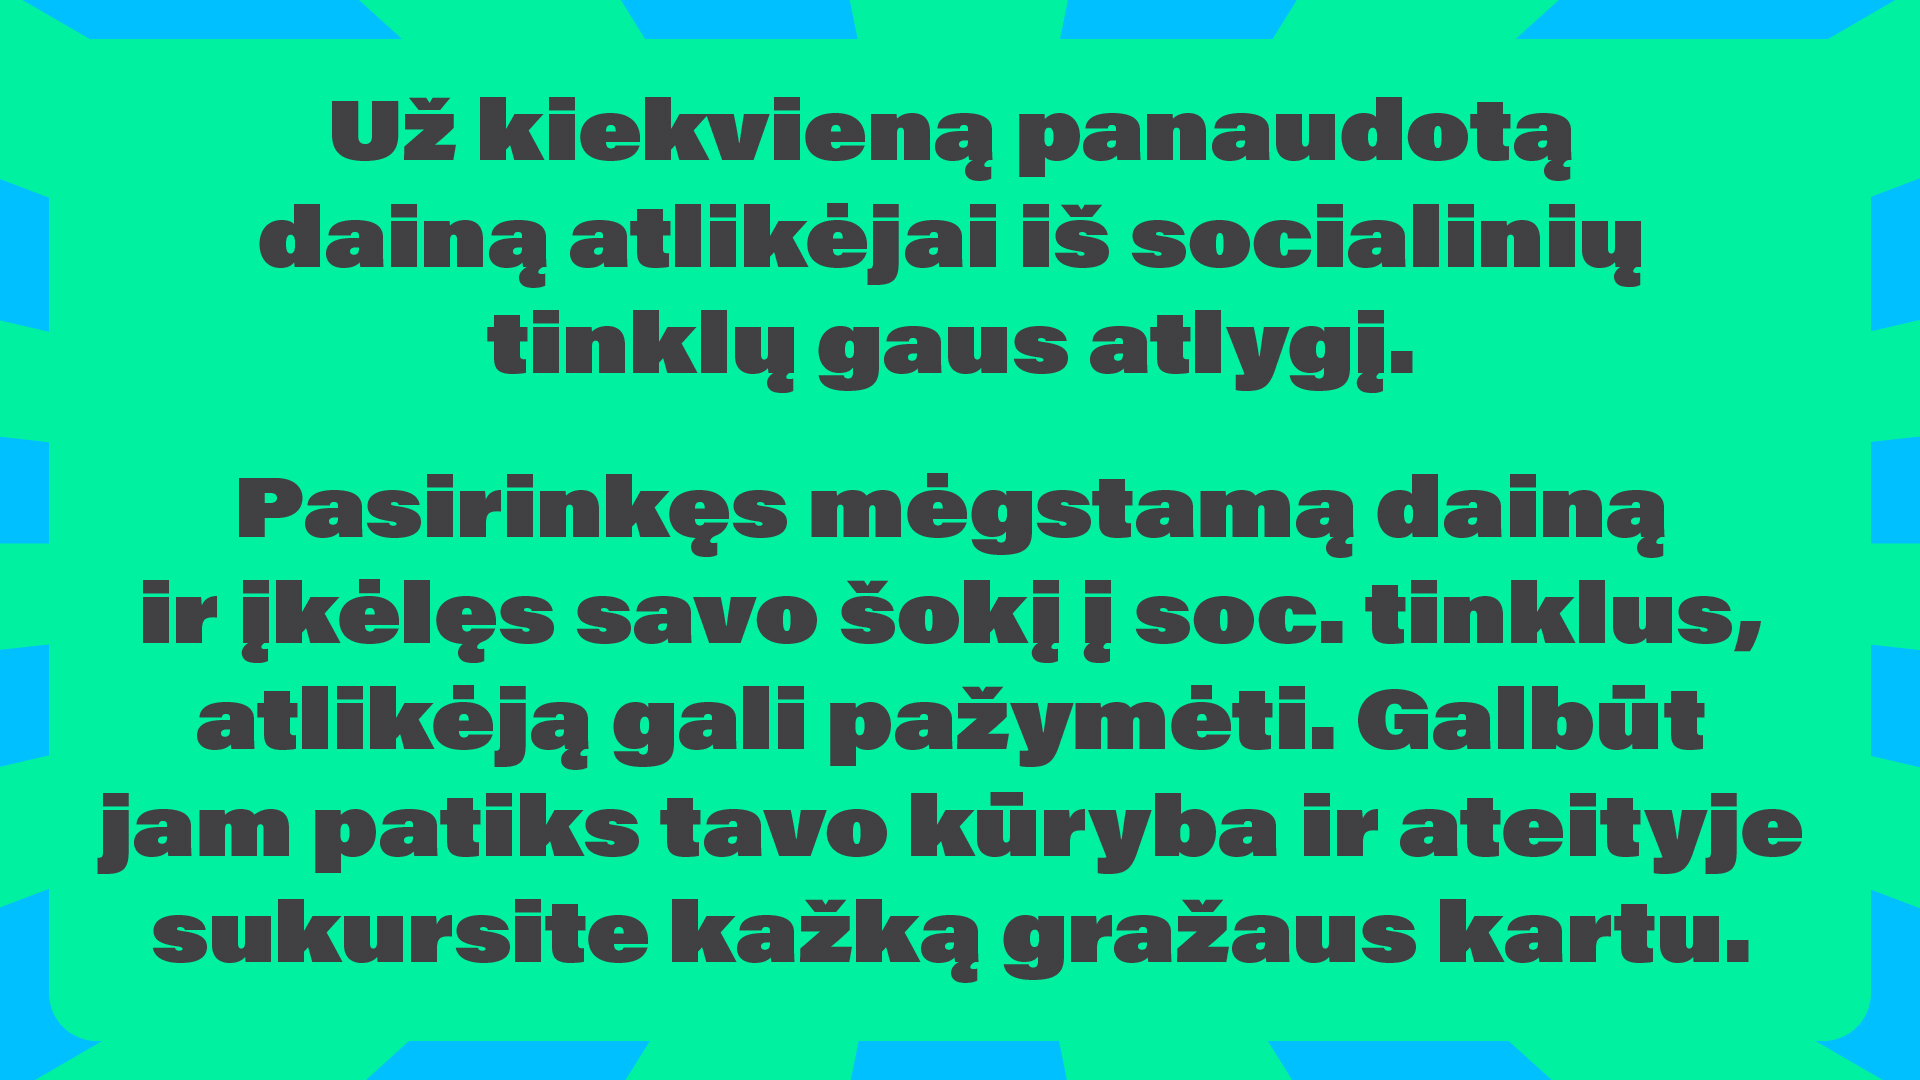 Už kiekvieną panaudotą
dainą atlikėjai iš socialinių
tinklų gaus atlygį.
Pasirinkęs mėgstamą dainą
ir įkėlęs savo šokį į soc. tinklus,
atlikėją gali pažymėti. Galbūt
jam patiks tavo kūryba ir ateityje
sukursite kažką gražaus kartu.